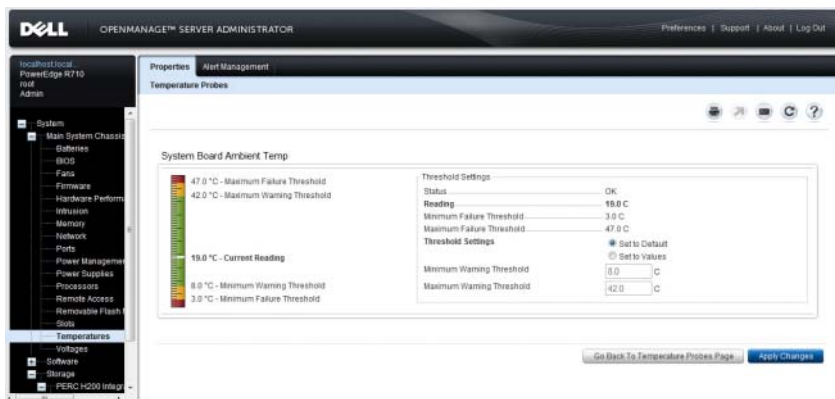 DELL
OPENMANAGE™ SERVER ADMINISTRATOR
Preferences | Support | About | Log Out
localhost.local...
PowerEdge R710
root
Admin
Properties
Alert Management
Temperature Probes
System
Main System Chassis
Batteries
BIOS
Fans
Firmware
Hardware Performa
Intrusion
Memory
Network
Ports
Power Managemen
Power Supplies
Processors
Remote Access
Removable Flash M
Slots
Temperatures
Voltages
Software
Storage
PERC H200 Integr
System Board Ambient Temp
47.0 °C - Maximum Failure Threshold
42.0 °C - Maximum Warning Threshold
19.0 °C - Current Reading
8.0 °C - Minimum Warning Threshold
3.0 °C - Minimum Failure Threshold
Threshold Settings
Status OK
Reading 19.0 C
Minimum Failure Threshold 3.0 C
Maximum Failure Threshold 47.0 C
Threshold Settings Set to Default
Set to Values
Minimum Warning Threshold 8.0 C
Maximum Warning Threshold 42.0 C
Go Back To Temperature Probes Page
Apply Changes